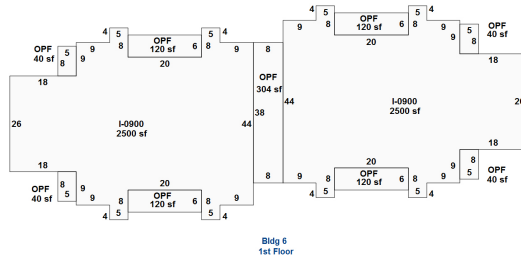 4 5 5 4
OPF 120 sf
9 8 6 8 9
20
OPF 40 sf
5 8
9 9
18
4 5 5 4
OPF 120 sf
9 8 6 8 9
20
5 8
OPF 40 sf
9 9
18
8
OPF 304 sf
38
26
I-0900
2500 sf
44
44
I-0900
2500 sf
18
8 5
OPF 40 sf
9 9
20
8 OPF 6 8
120 sf
4 5 5 4
8
18
9 9
8 5
OPF 40 sf
20
8 OPF 6 8
120 sf
4 5 5 4
Bldg 6
1st Floor